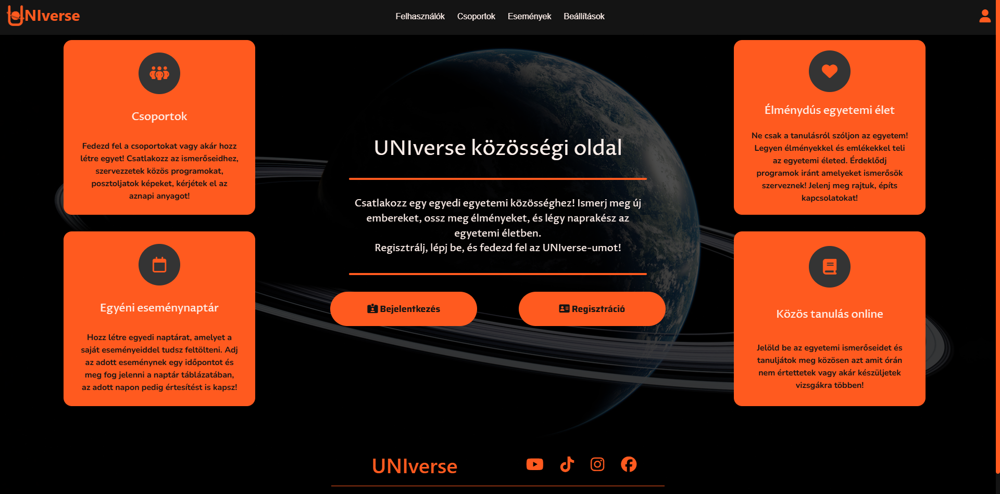 UNIverse
Felhasználók Csoportok Események Beállítások
Csoportok
Fedezd fel a csoportokat vagy akár hozz
létre egyet! Csatlakozz az ismerőseidhez,
szervezzetek közös programokat,
posztoljatok képeket, kérjétek el az
aznapi anyagot!
Egyéni eseménynaptár
Hozz létre egyedi naptárat, amelyet a
saját eseményeiddel tudsz feltölteni. Adj
az adott eseménynek egy időpontot és
meg fog jelenni a naptár táblázatában,
az adott napon pedig értesítést is kapsz!
UNIverse közösségi oldal
Csatlakozz egy egyedi egyetemi közösséghez! Ismerj meg új
embereket, ossz meg élményeket, és légy naprakész az
egyetemi életben.
Regisztrálj, lépj be, és fedezd fel az UNIverse-umot!
Bejelentkezés
Regisztráció
Élménydús egyetemi élet
Ne csak a tanulásról szóljon az egyetem!
Legyen élményekkel és emlékekkel teli
az egyetemi életed. Érdeklődj
programok iránt amelyeket ismerősök
szerveznek! Jelenj meg rajtuk, építs
kapcsolatokat!
Közös tanulás online
Jelöld be az egyetemi ismerőseidet és
tanuljátok meg közösen azt amit órán
nem értettetek vagy akár készüljetek
vizsgákra többen!
UNIverse